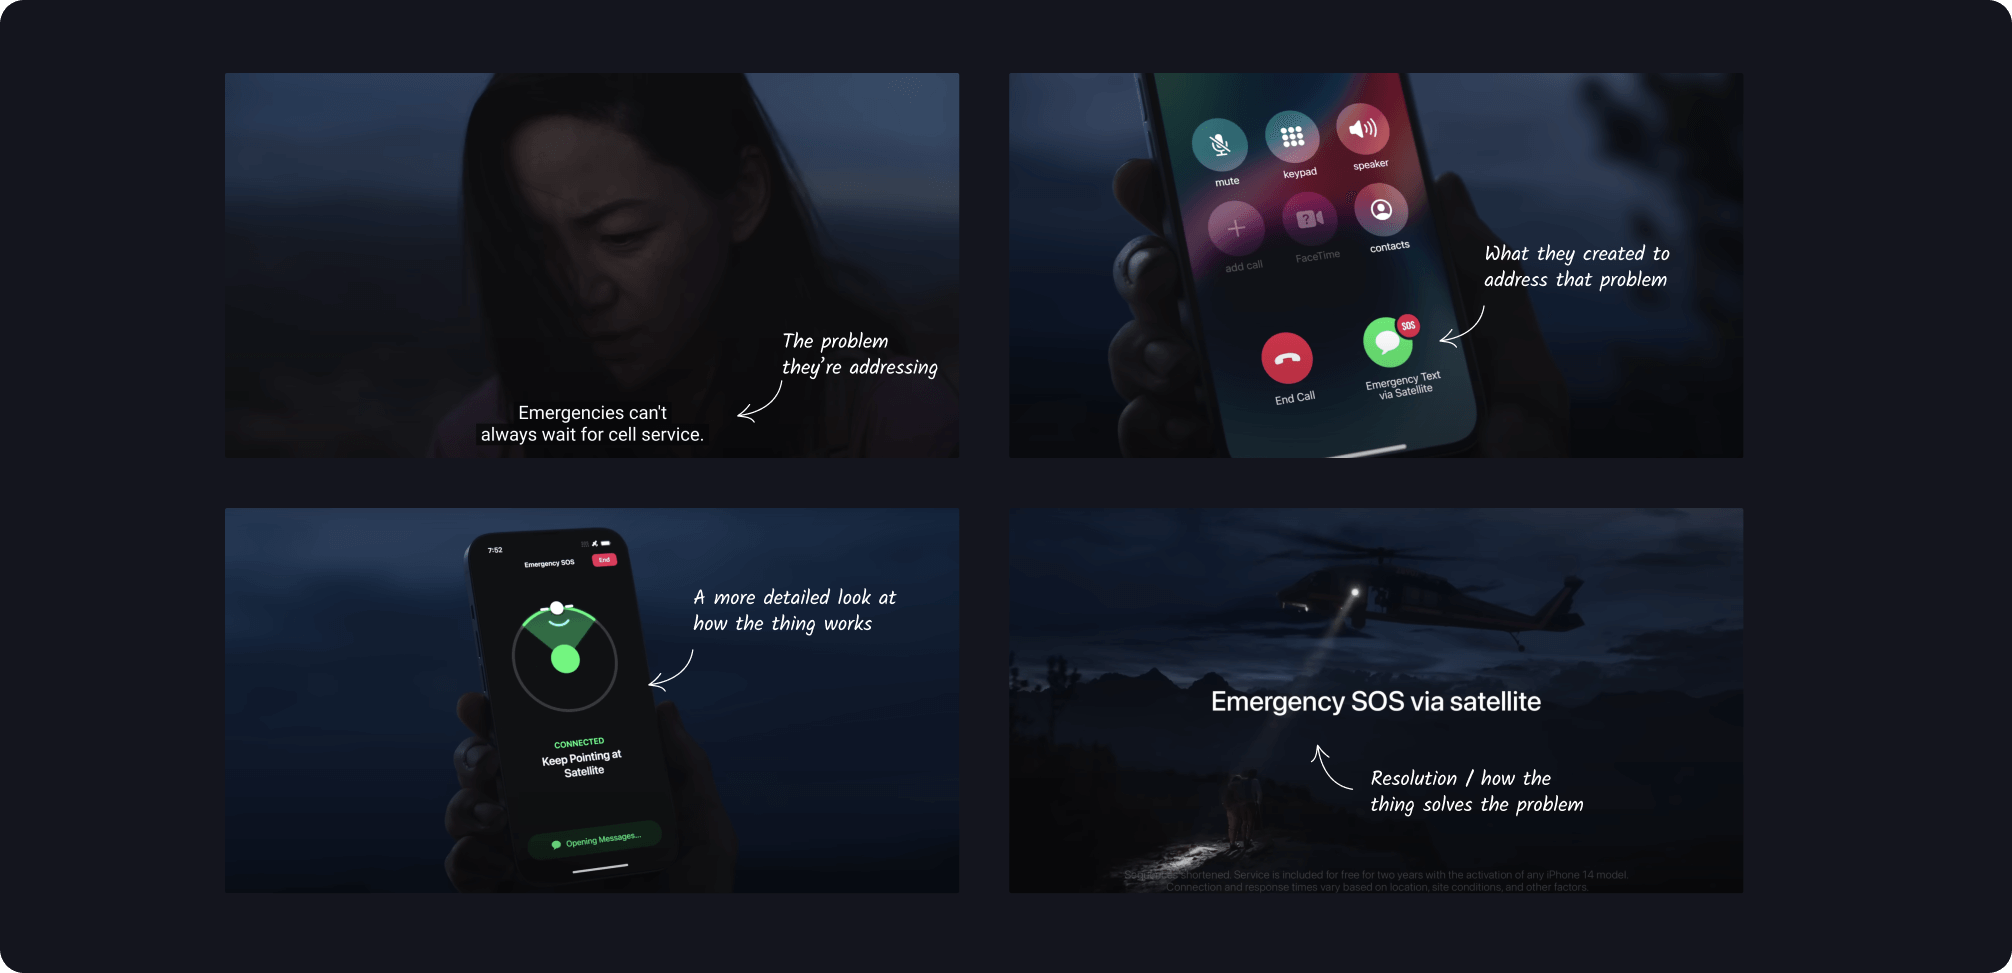 The problem
they're addressing
Emergencies can't
always wait for cell service.
mute
keypad
speaker
add call
FaceTime
contacts
What they created to
address that problem
SOS
End Call
Emergency Text
via Satellite
7:52
Emergency SOS
End
A more detailed look at
how the thing works
CONNECTED
Keep Pointing at
Satellite
Opening Messages...
Emergency SOS via satellite
Resolution / how the
thing solves the problem
shortened. Service is included for free for two years with the activation of any iPhone 14 model.
Connection and response times vary based on location, site conditions, and other factors.